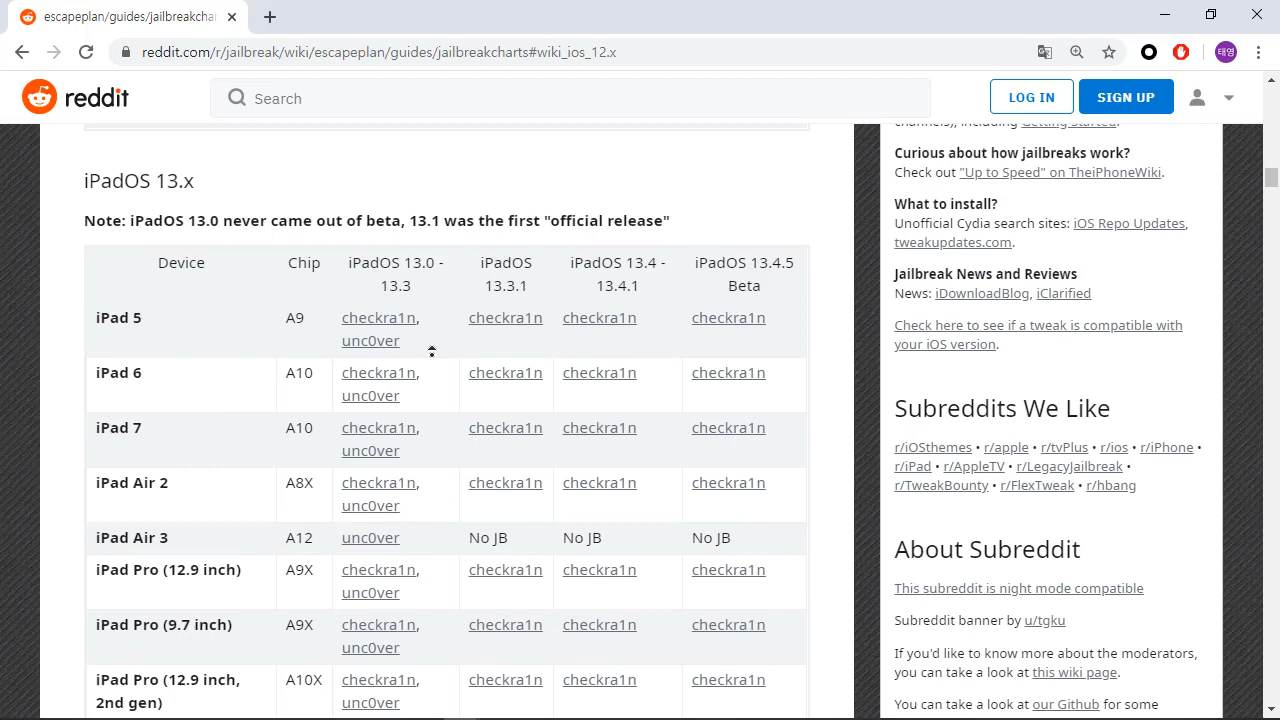 escapeplan/guides/jailbreakchar
reddit.com/r/jailbreak/wiki/escapeplan/guides/jailbreakcharts#wiki_ios_12.x
태영
reddit
Search
LOG IN
SIGN UP
iPadOS 13.x
Note: iPadOS 13.0 never came out of beta, 13.1 was the first "official release"
Device Chip iPadOS 13.0 - 13.3 iPadOS 13.3.1 iPadOS 13.4 - 13.4.1 iPadOS 13.4.5 Beta
iPad 5 A9 checkra1n, unc0ver checkra1n checkra1n checkra1n
iPad 6 A10 checkra1n, unc0ver checkra1n checkra1n checkra1n
iPad 7 A10 checkra1n, unc0ver checkra1n checkra1n checkra1n
iPad Air 2 A8X checkra1n, unc0ver checkra1n checkra1n checkra1n
iPad Air 3 A12 unc0ver No JB No JB No JB
iPad Pro (12.9 inch) A9X checkra1n, unc0ver checkra1n checkra1n checkra1n
iPad Pro (9.7 inch) A9X checkra1n, unc0ver checkra1n checkra1n checkra1n
iPad Pro (12.9 inch, 2nd gen) A10X checkra1n, unc0ver checkra1n checkra1n checkra1n
channels), including Getting Started.
Curious about how jailbreaks work?
Check out "Up to Speed" on TheiPhoneWiki.
What to install?
Unofficial Cydia search sites: iOS Repo Updates,
tweakupdates.com.
Jailbreak News and Reviews
News: iDownloadBlog, iClarified
Check here to see if a tweak is compatible with
your iOS version.
Subreddits We Like
r/iOSthemes • r/apple • r/tvPlus • r/ios • r/iPhone •
r/iPad • r/AppleTV • r/LegacyJailbreak •
r/TweakBounty • r/FlexTweak • r/hbang
About Subreddit
This subreddit is night mode compatible
Subreddit banner by u/tgku
If you'd like to know more about the moderators,
you can take a look at this wiki page.
You can take a look at our Github for some